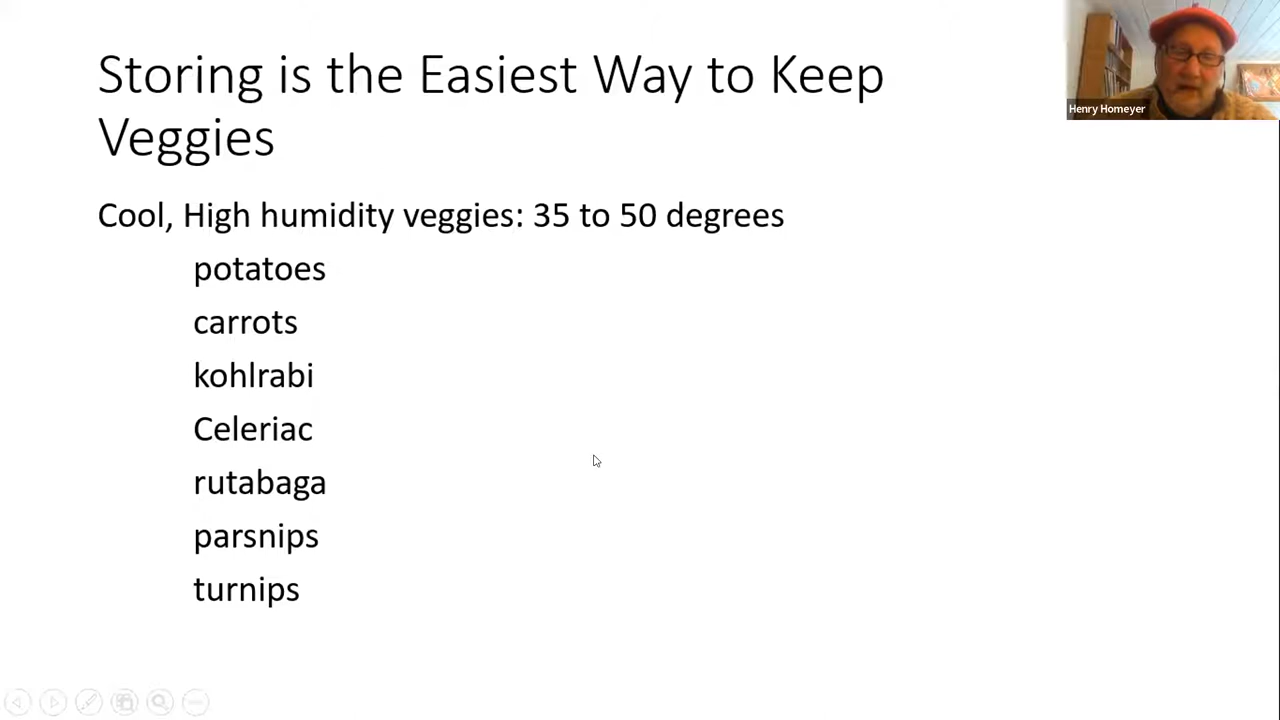 Storing is the Easiest Way to Keep
Veggies
Henry Homeyer
Cool, High humidity veggies: 35 to 50 degrees
potatoes
carrots
kohlrabi
Celeriac
rutabaga
parsnips
turnips